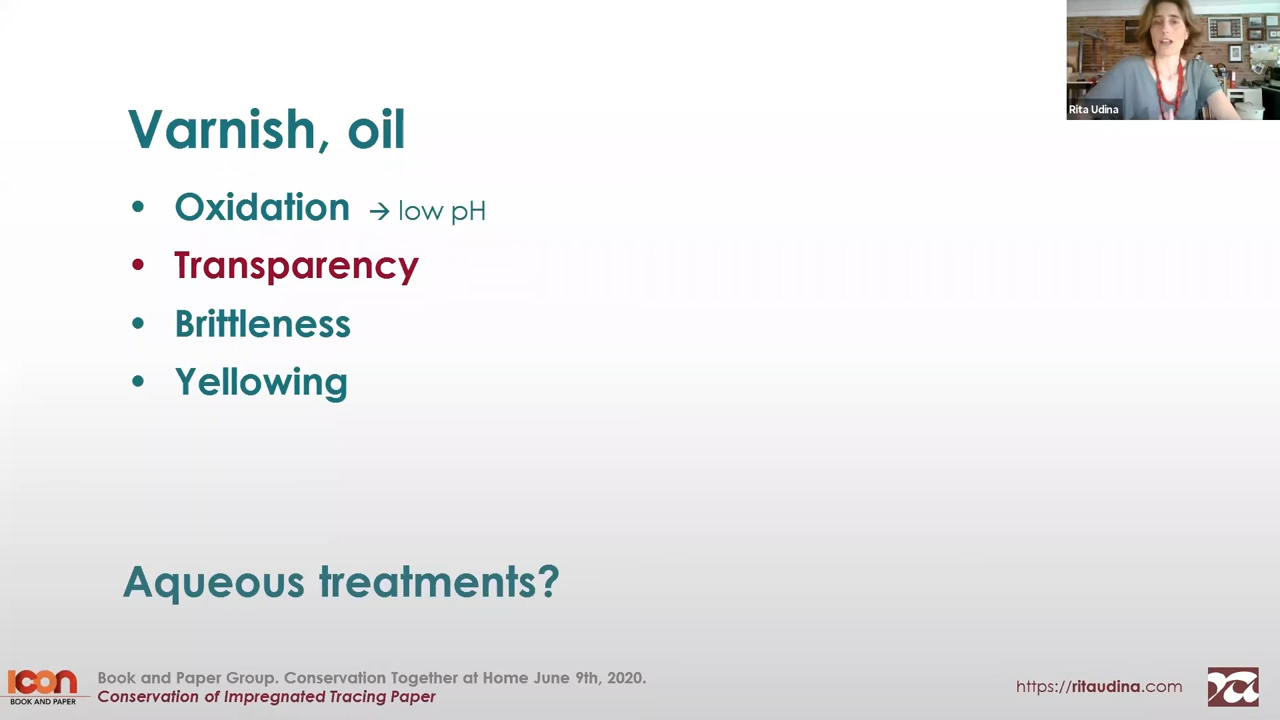 Rita Udina
Varnish, oil
• Oxidation → low pH
• Transparency
• Brittleness
• Yellowing
Aqueous treatments?
icon
BOOK AND PAPER
Book and Paper Group. Conservation Together at Home June 9th, 2020.
Conservation of Impregnated Tracing Paper
https://ritaudina.com